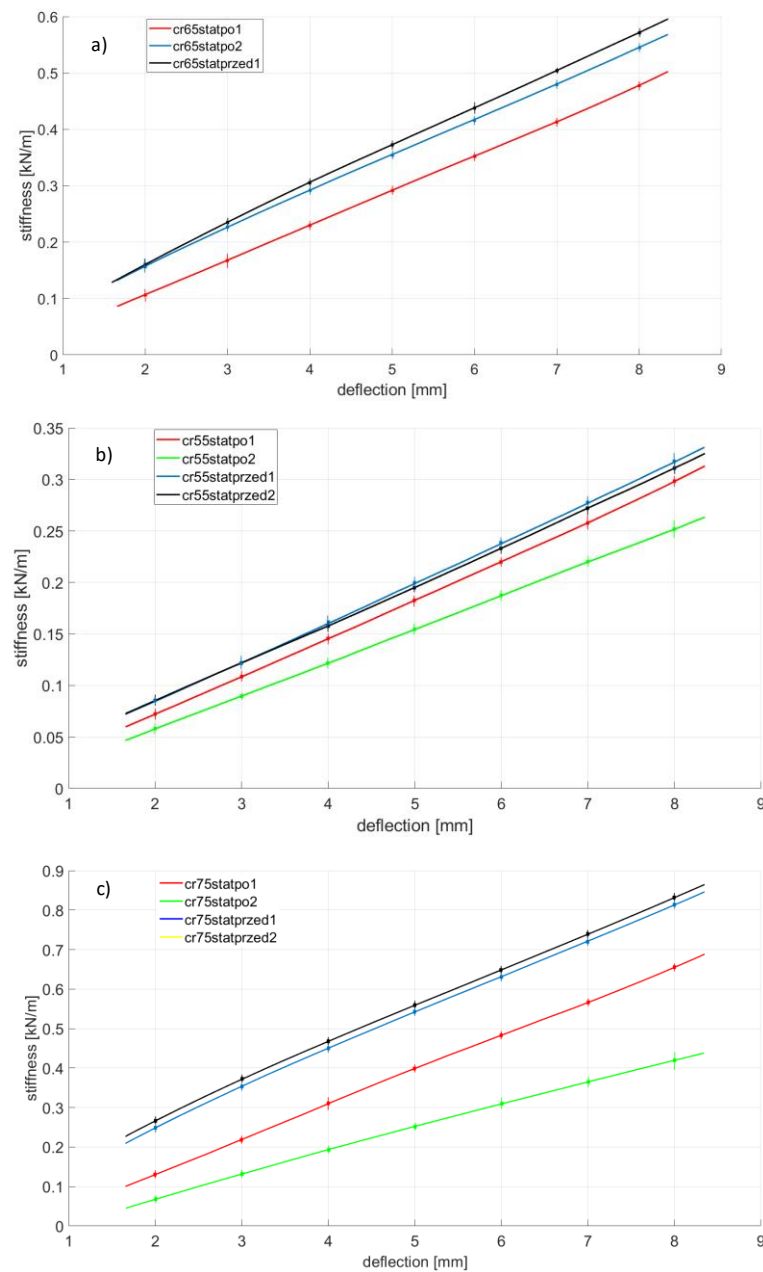 a)
cr65statpo1
cr65statpo2
cr65statprzed1
stiffness [kN/m]
0.6
0.5
0.4
0.3
0.2
0.1
0
1 2 3 4 5 6 7 8 9
deflection [mm]
b)
cr55statpo1
cr55statpo2
cr55statprzed1
cr55statprzed2
stiffness [kN/m]
0.35
0.3
0.25
0.2
0.15
0.1
0.05
0
1 2 3 4 5 6 7 8 9
deflection [mm]
c)
cr75statpo1
cr75statpo2
cr75statprzed1
cr75statprzed2
stiffness [kN/m]
0.9
0.8
0.7
0.6
0.5
0.4
0.3
0.2
0.1
0
1 2 3 4 5 6 7 8 9
deflection [mm]